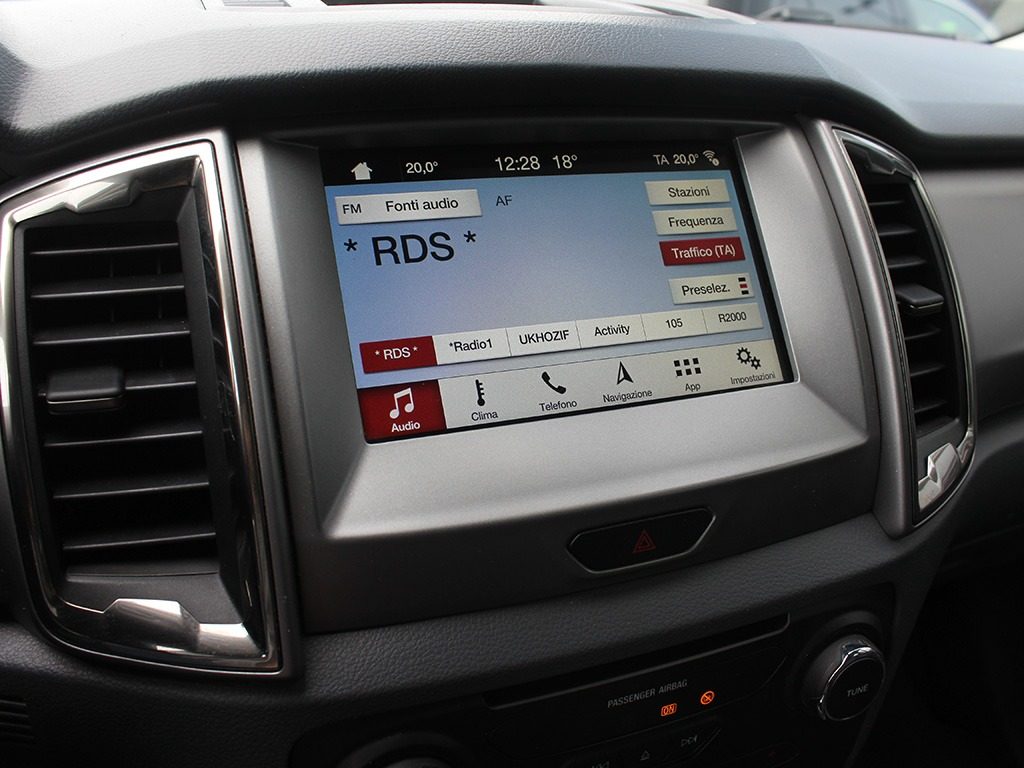 20,0° 12:28 18° TA 20,0°
FM Fonti audio AF
* RDS *
Stazioni
Frequenza
Traffico (TA)
Preselez.
* RDS * *Radio1 UKHOZIF Activity 105 R2000
Audio Clima Telefono Navigazione App Impostazioni
PASSENGER AIRBAG
ON
TUNE